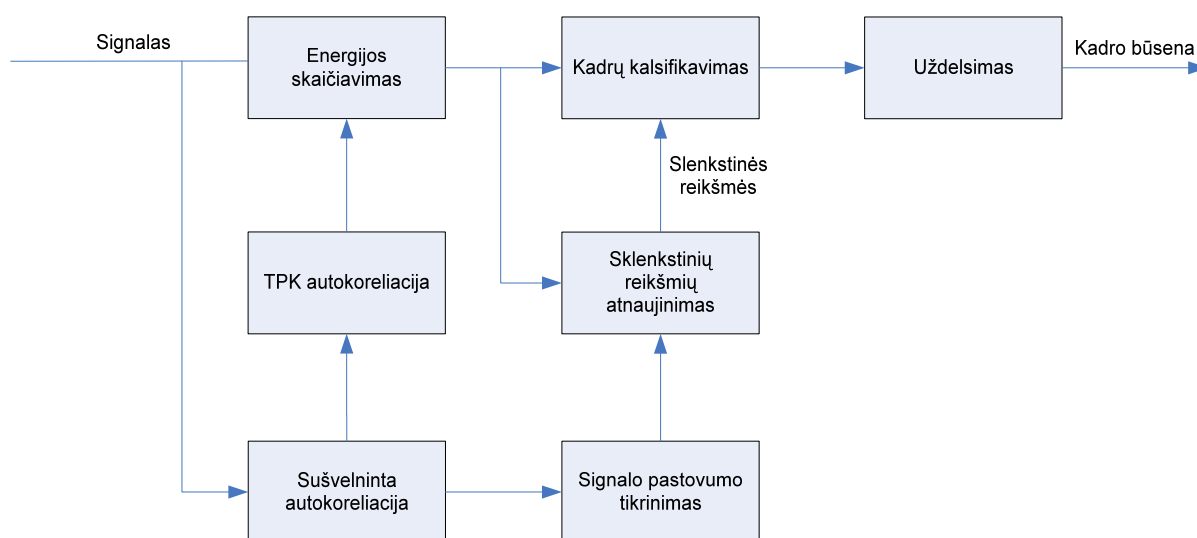 Signalas
Energijos
skaičiavimas
Kadrų kalsifikavimas
Uždelsimas
Kadro būsena
Slenkstinės
reikšmės
TPK autokoreliacija
Sklenkstinių
reikšmių
atnaujinimas
Sušvelninta
autokoreliacija
Signalo pastovumo
tikrinimas